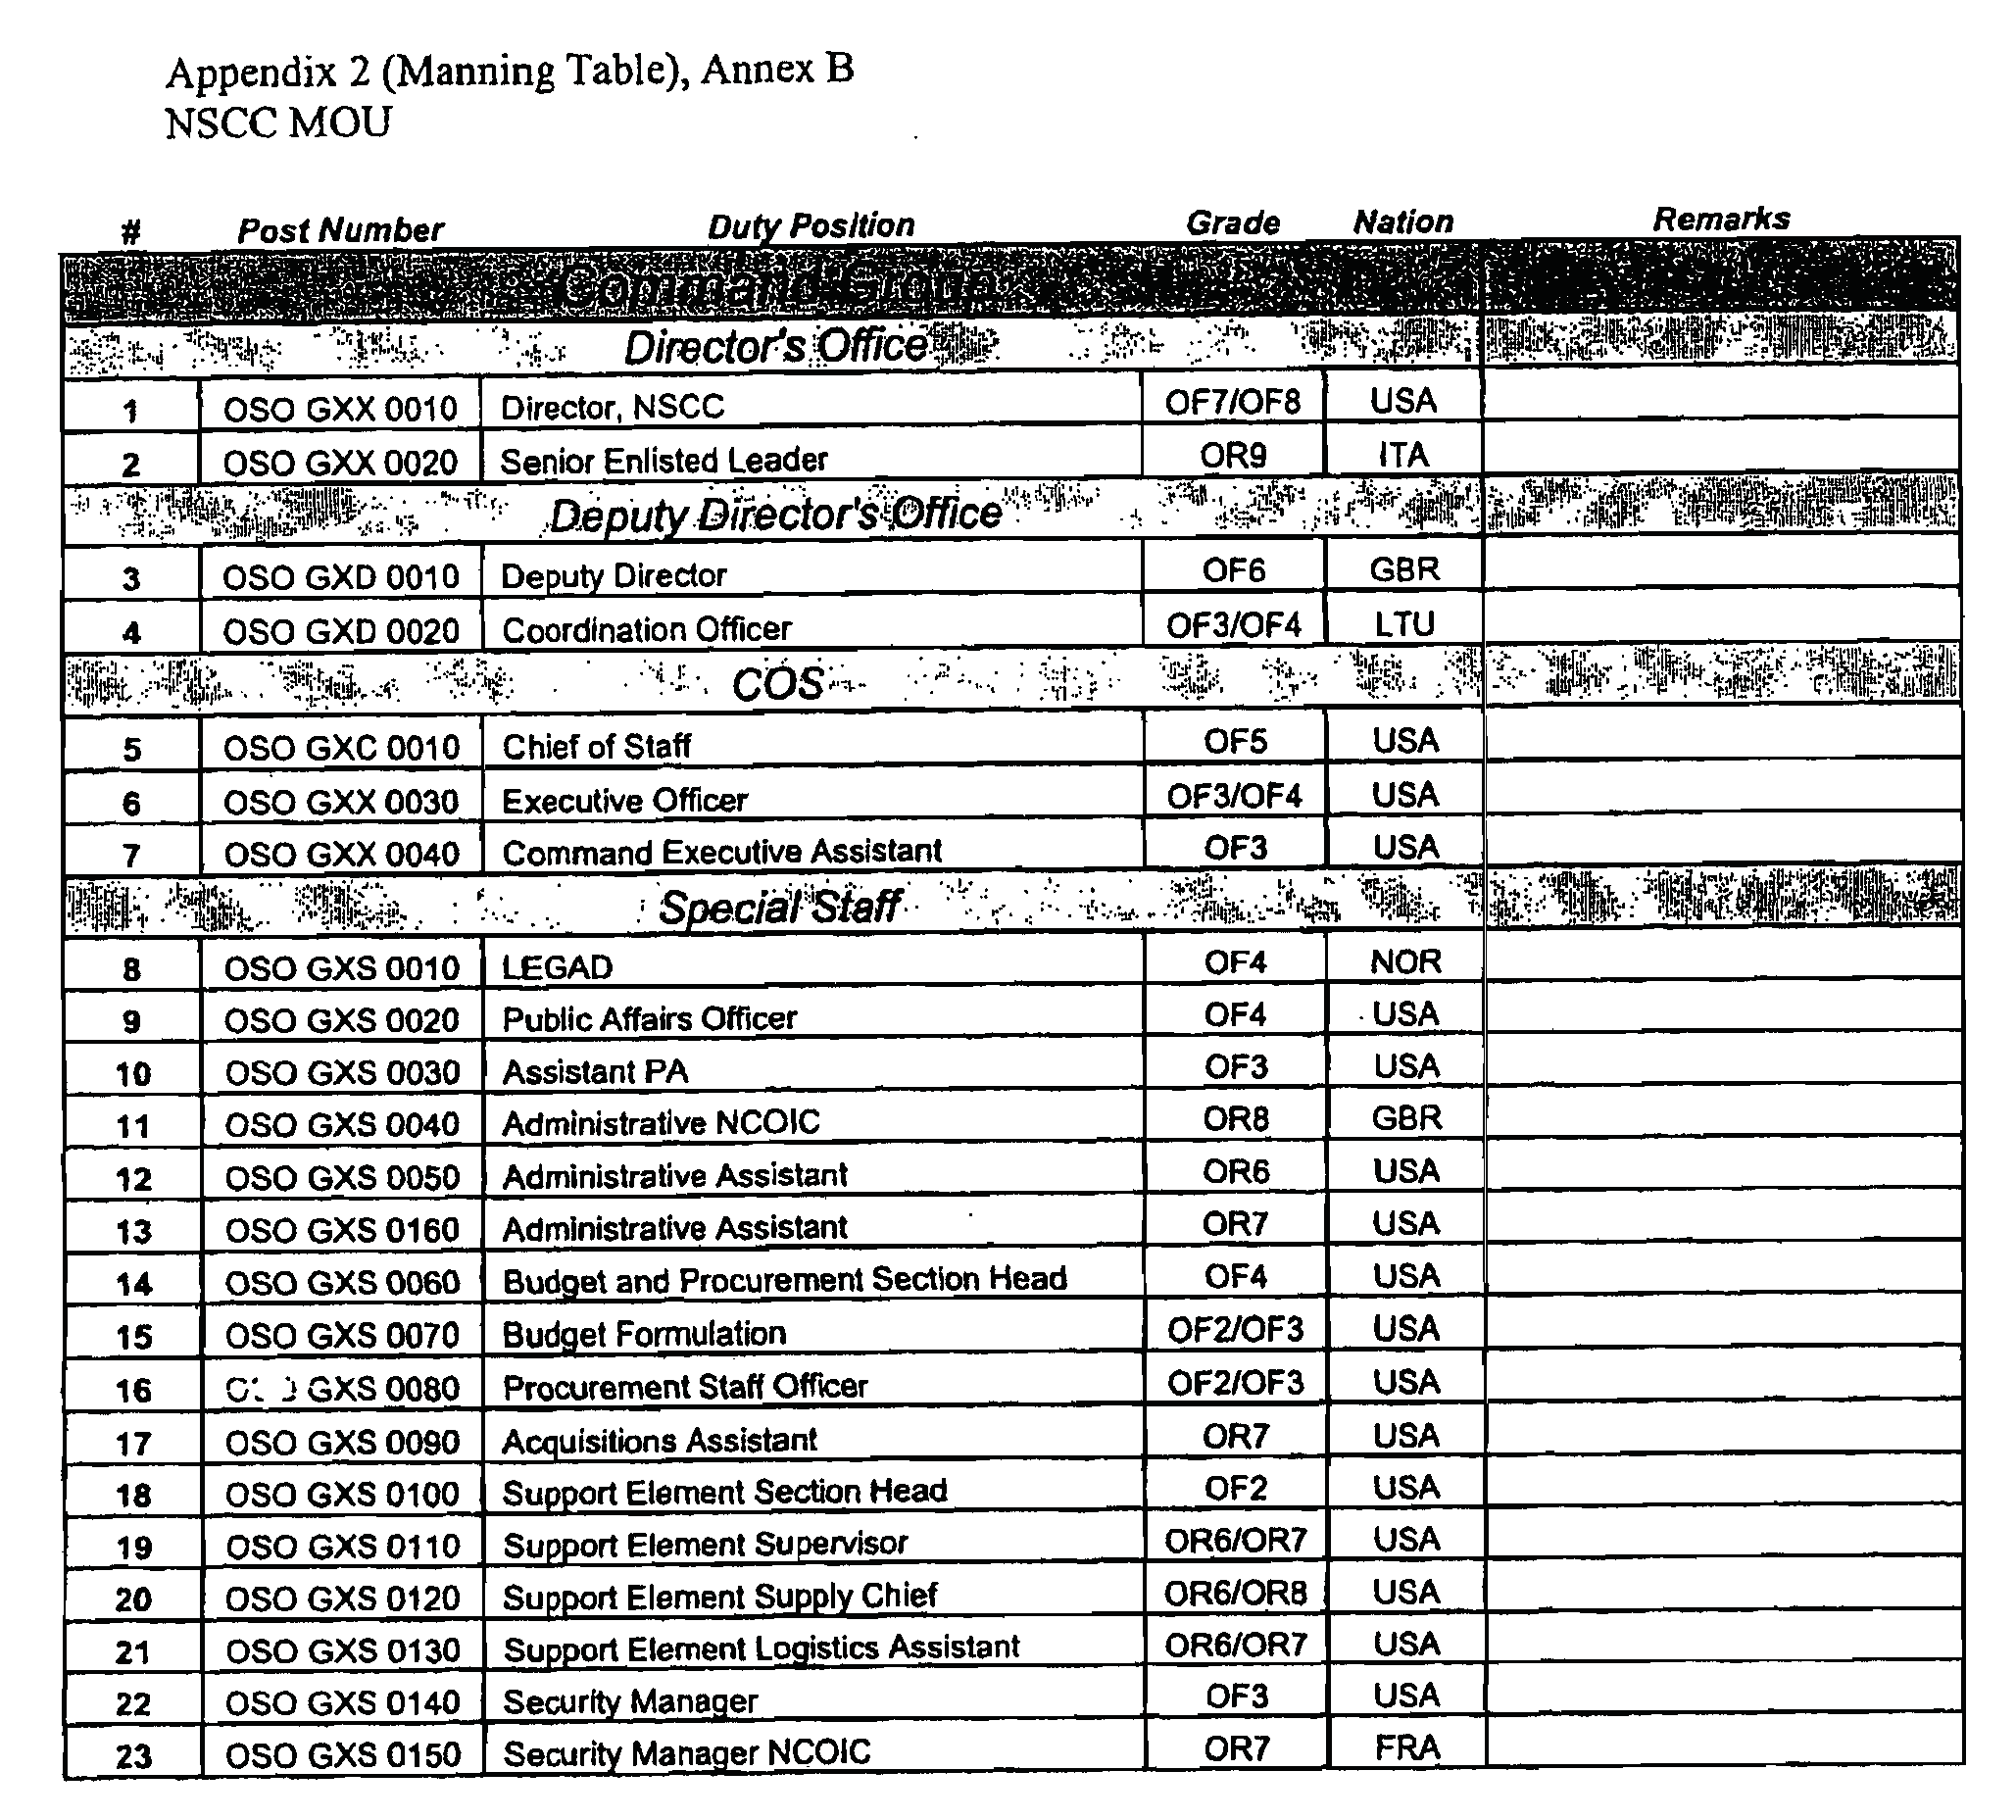 Appendix 2 (Manning Table), Annex B
NSCC MOU
# Post Number Duty Position Grade Nation Remarks
Command Group
Director's Office
1 OSO GXX 0010 Director, NSCC OF7/OF8 USA
2 OSO GXX 0020 Senior Enlisted Leader OR9 ITA
Deputy Director's Office
3 OSO GXD 0010 Deputy Director OF6 GBR
4 OSO GXD 0020 Coordination Officer OF3/OF4 LTU
COS
5 OSO GXC 0010 Chief of Staff OF5 USA
6 OSO GXX 0030 Executive Officer OF3/OF4 USA
7 OSO GXX 0040 Command Executive Assistant OF3 USA
Special Staff
8 OSO GXS 0010 LEGAD OF4 NOR
9 OSO GXS 0020 Public Affairs Officer OF4 USA
10 OSO GXS 0030 Assistant PA OF3 USA
11 OSO GXS 0040 Administrative NCOIC OR8 GBR
12 OSO GXS 0050 Administrative Assistant OR6 USA
13 OSO GXS 0160 Administrative Assistant OR7 USA
14 OSO GXS 0060 Budget and Procurement Section Head OF4 USA
15 OSO GXS 0070 Budget Formulation OF2/OF3 USA
16 GXS 0080 Procurement Staff Officer OF2/OF3 USA
17 OSO GXS 0090 Acquisitions Assistant OR7 USA
18 OSO GXS 0100 Support Element Section Head OF2 USA
19 OSO GXS 0110 Support Element Supervisor OR6/OR7 USA
20 OSO GXS 0120 Support Element Supply Chief OR6/OR8 USA
21 OSO GXS 0130 Support Element Logistics Assistant OR6/OR7 USA
22 OSO GXS 0140 Security Manager OF3 USA
23 OSO GXS 0150 Security Manager NCOIC OR7 FRA